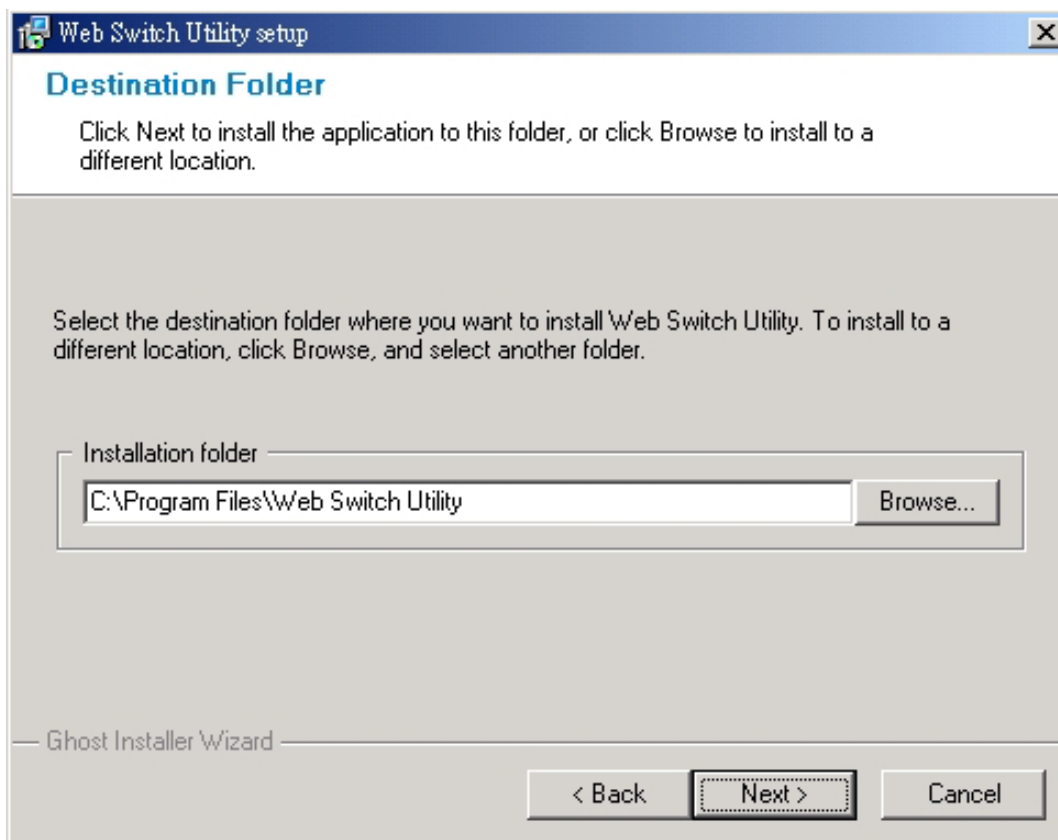 Web Switch Utility setup
Destination Folder
Click Next to install the application to this folder, or click Browse to install to a
different location.
Select the destination folder where you want to install Web Switch Utility. To install to a
different location, click Browse, and select another folder.
Installation folder
C:\Program Files\Web Switch Utility
Browse...
Ghost Installer Wizard
< Back
Next >
Cancel